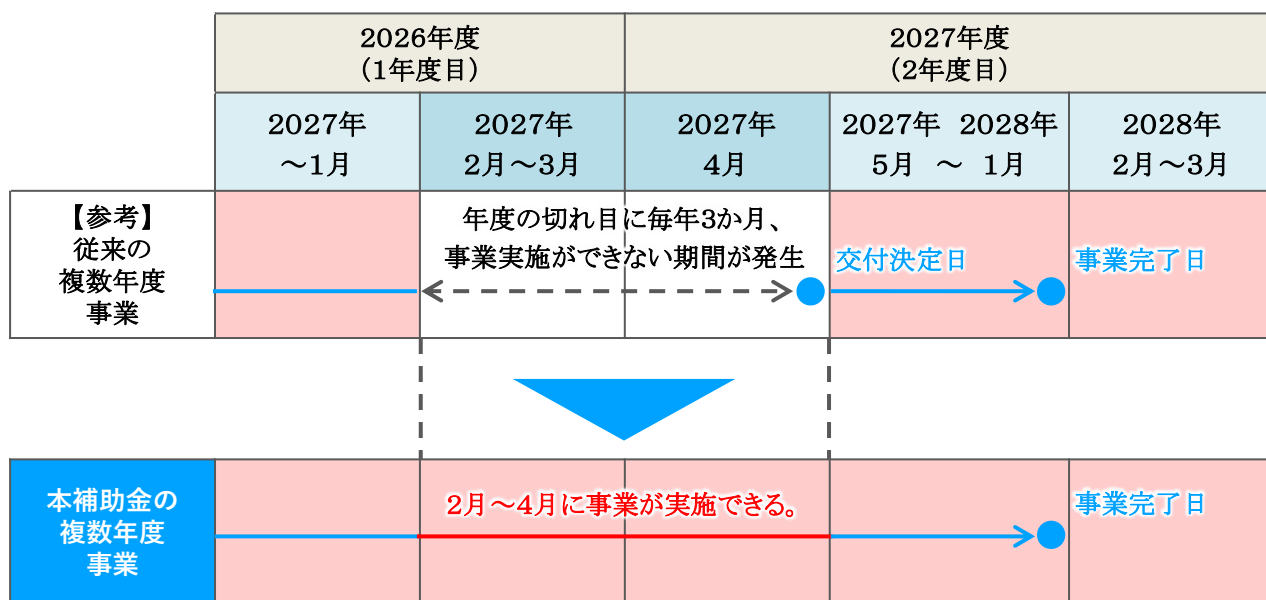 2026年度
（1年度目）
2027年度
（2年度目）
2027年
～1月
2027年
2月～3月
2027年
4月
2027年 2028年
5月 ～ 1月
2028年
2月～3月
【参考】
従来の
複数年度
事業
年度の切れ目に毎年3か月、
事業実施ができない期間が発生
交付決定日
事業完了日
本補助金の
複数年度
事業
2月～4月に事業が実施できる。
事業完了日